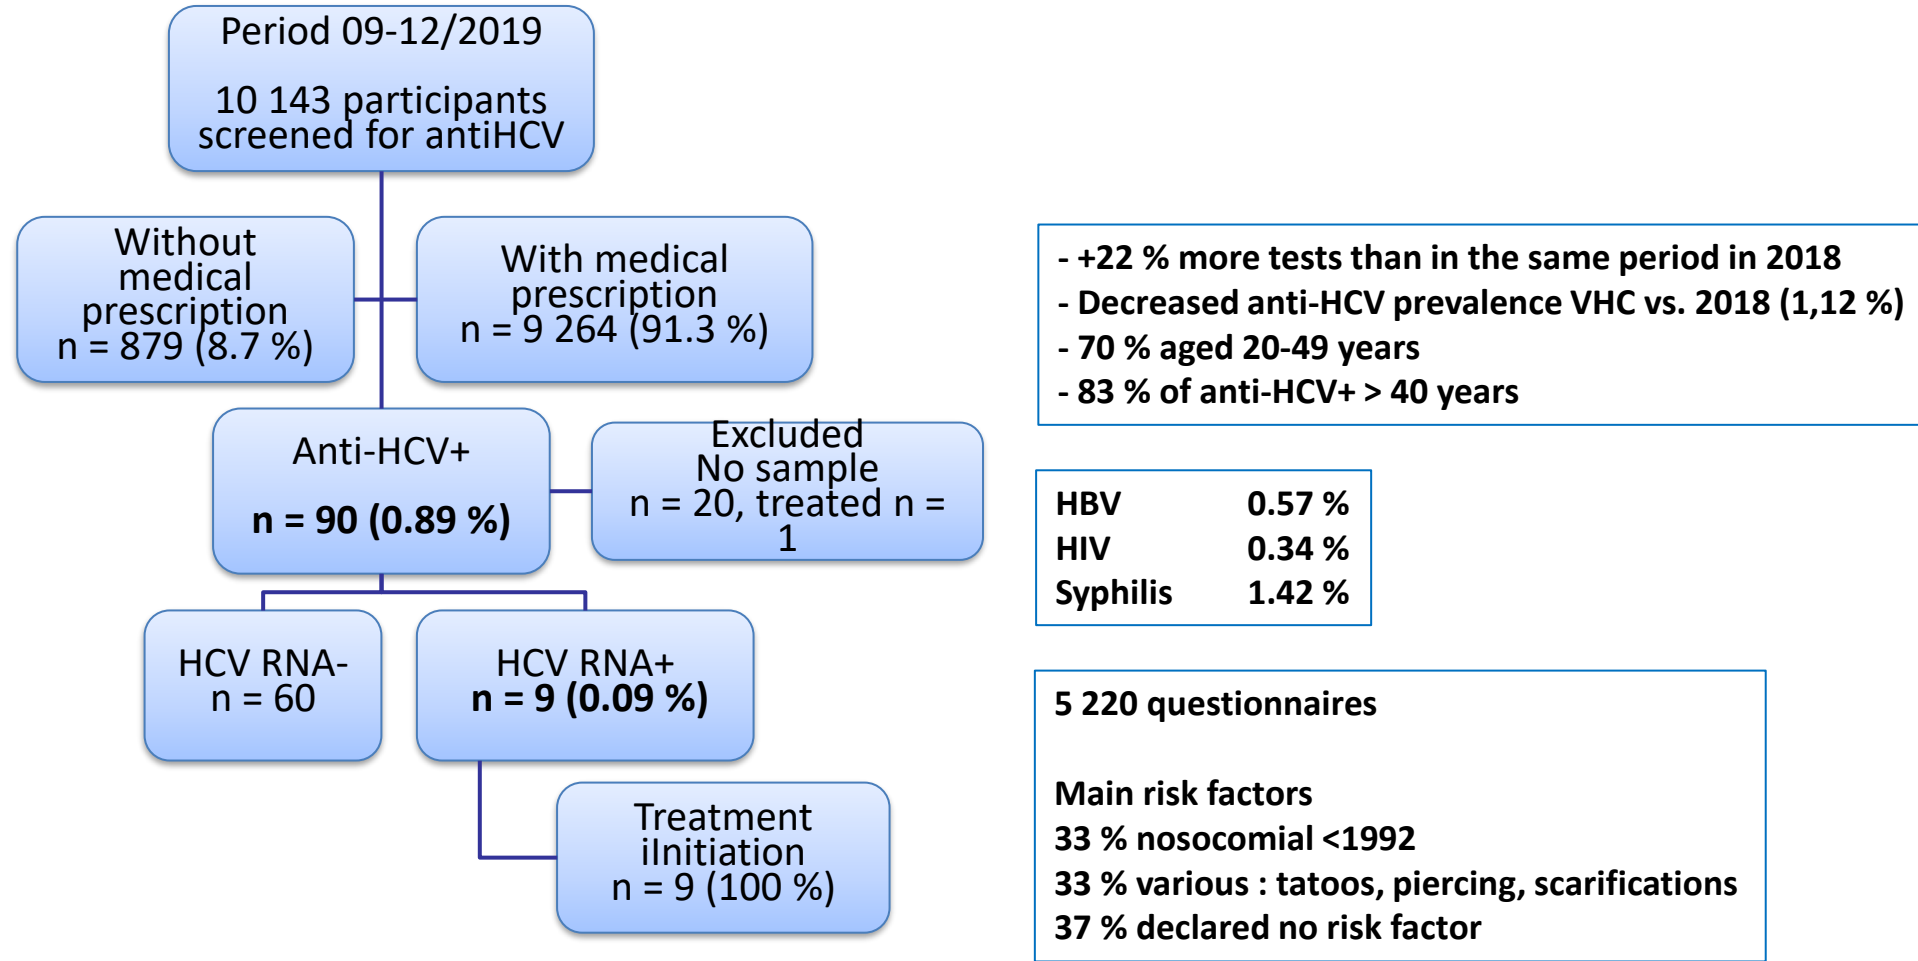 Period 09-12/2019
10 143 participants
screened for antiHCV
Without
medical
prescription
n = 879 (8.7 %)
With medical
prescription
n = 9 264 (91.3 %)
Anti-HCV+
n = 90 (0.89 %)
Excluded
No sample
n = 20, treated n =
1
HCV RNA-
n = 60
HCV RNA+
n = 9 (0.09 %)
Treatment
iInitiation
n = 9 (100 %)
- +22 % more tests than in the same period in 2018
- Decreased anti-HCV prevalence VHC vs. 2018 (1,12 %)
- 70 % aged 20-49 years
- 83 % of anti-HCV+ > 40 years
HBV 0.57 %
HIV 0.34 %
Syphilis 1.42 %
5 220 questionnaires
Main risk factors
33 % nosocomial <1992
33 % various : tatoos, piercing, scarifications
37 % declared no risk factor